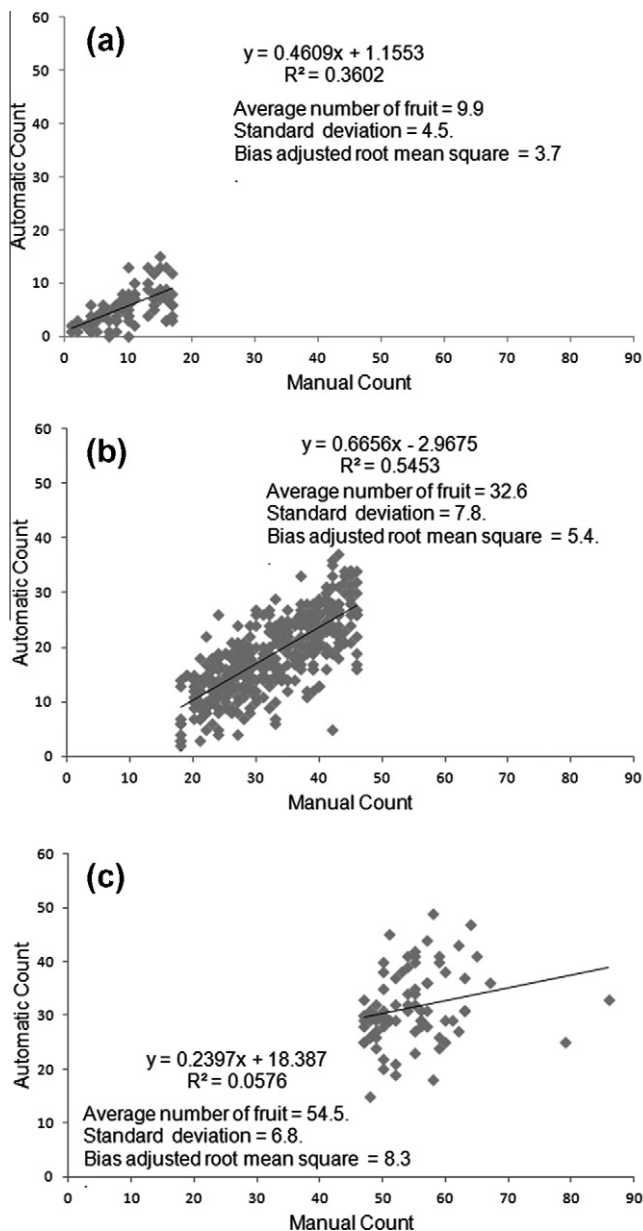 (a)
y = 0.4609x + 1.1553
R² = 0.3602
Average number of fruit = 9.9
Standard deviation = 4.5.
Bias adjusted root mean square = 3.7
.
Automatic Count
60
50
40
30
20
10
0
0 10 20 30 40 50 60 70 80 90
Manual Count
(b)
y = 0.6656x - 2.9675
R² = 0.5453
Average number of fruit = 32.6
Standard deviation = 7.8.
Bias adjusted root mean square = 5.4.
Automatic Count
60
50
40
30
20
10
0
0 10 20 30 40 50 60 70 80 90
Manual Count
(c)
Automatic Count
60
50
40
30
20
10
0
y = 0.2397x + 18.387
R² = 0.0576
Average number of fruit = 54.5.
Standard deviation = 6.8.
Bias adjusted root mean square = 8.3
.
0 10 20 30 40 50 60 70 80 90
Manual Count